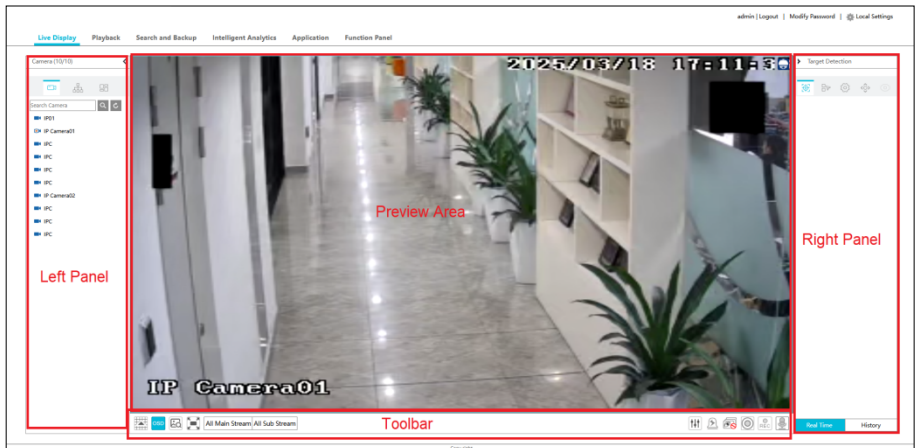 admin | Logout | Modify Password | Local Settings
Live Display Playback Search and Backup Intelligent Analytics Application Function Panel
Camera (10/10)
Search Camera
IP01
IP Camera01
IPC
IPC
IPC
IPC
IP Camera02
IPC
IPC
IPC
Left Panel
2025/03/18 17:11:3
Preview Area
IP Camera01
Target Detection
Right Panel
OSD All Main Stream All Sub Stream Toolbar REC
Real Time History